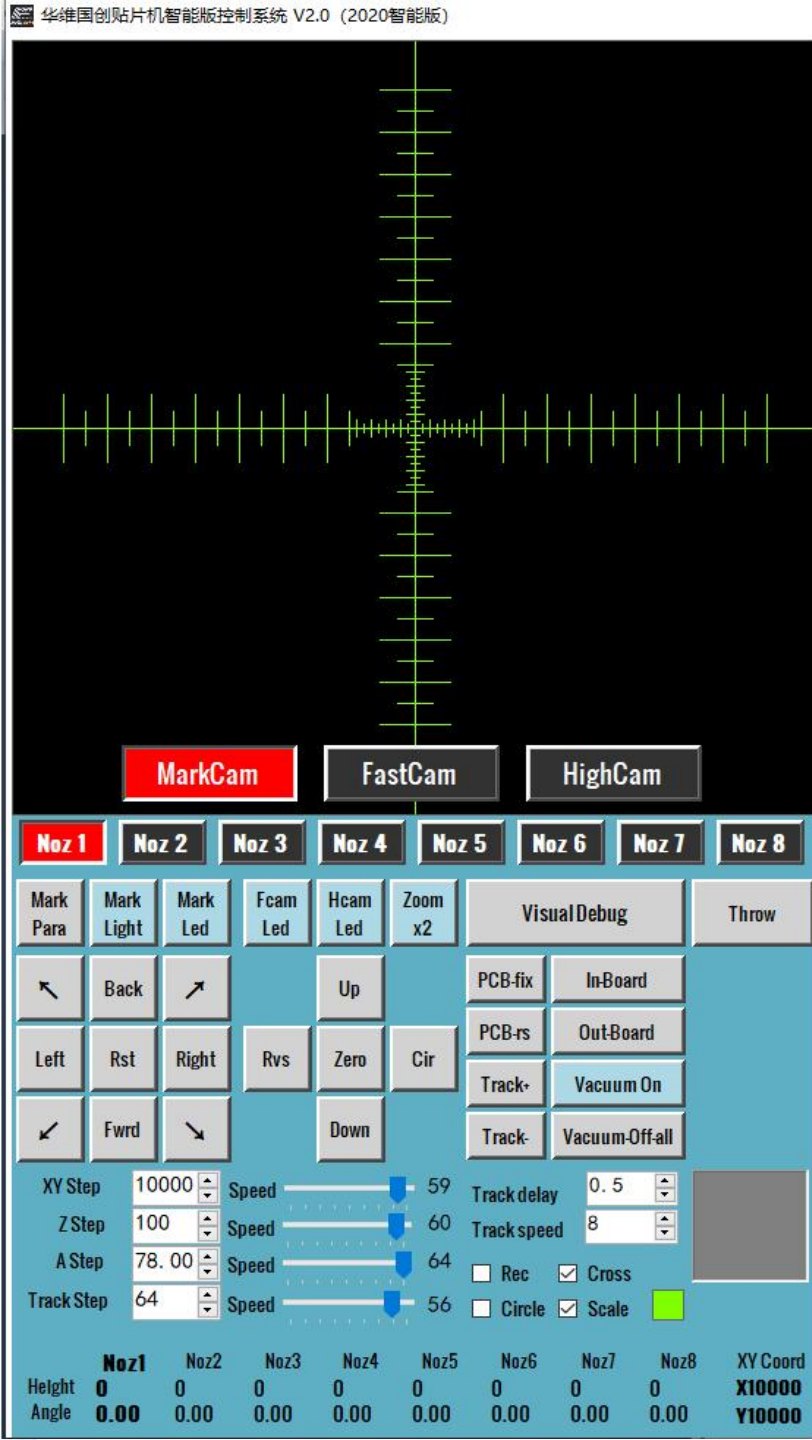 华维国创贴片机智能版控制系统 V2.0（2020智能版）
MarkCam FastCam HighCam
Noz 1 Noz 2 Noz 3 Noz 4 Noz 5 Noz 6 Noz 7 Noz 8
Mark Para Mark Light Mark Led Fcam Led Hcam Led Zoom x2 Visual Debug Throw
↖ Back ↗ Up PCB-fix In-Board
PCB-rs Out-Board
Left Rst Right Rvs Zero Cir
Track+ Vacuum On
↙ Fwrd ↘ Down Track- Vacuum-Off-all
XY Step 10000 Speed 59 Track delay 0.5
Z Step 100 Speed 60 Track speed 8
A Step 78.00 Speed 64 Rec Cross
Track Step 64 Speed 56 Circle Scale
Noz1 Noz2 Noz3 Noz4 Noz5 Noz6 Noz7 Noz8 XY Coord
Height 0 0 0 0 0 0 0 0 X10000
Angle 0.00 0.00 0.00 0.00 0.00 0.00 0.00 0.00 Y10000